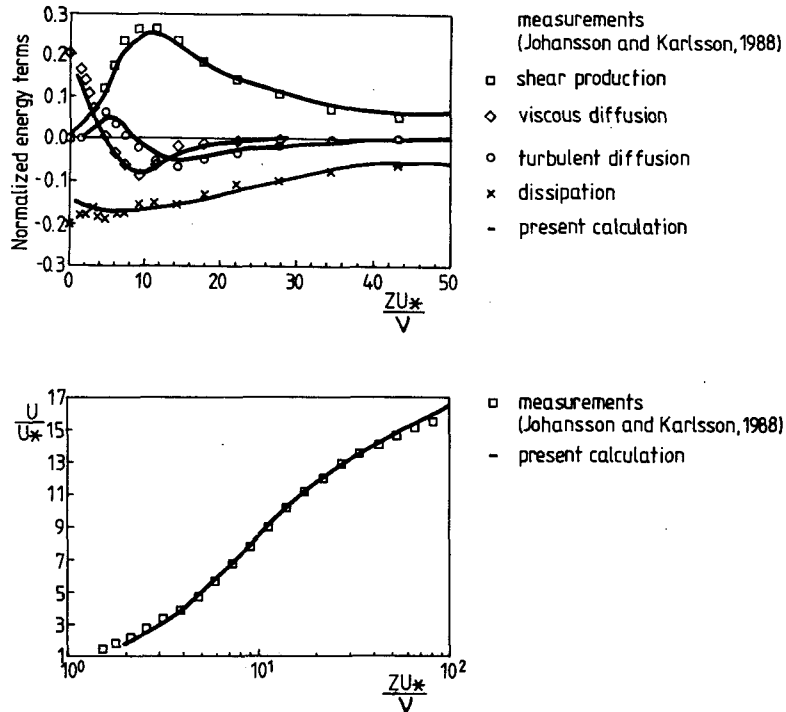 measurements
(Johansson and Karlsson, 1988)
□ shear production
◇ viscous diffusion
○ turbulent diffusion
× dissipation
- present calculation
Normalized energy terms
0.3
0.2
0.1
0.0
-0.1
-0.2
-0.3
0 10 20 30 40 50
ZU*
ν
U
U*
17
15
13
11
9
7
5
3
1
10⁰ 10¹ 10²
ZU*
ν
□ measurements
(Johansson and Karlsson, 1988)
- present calculation